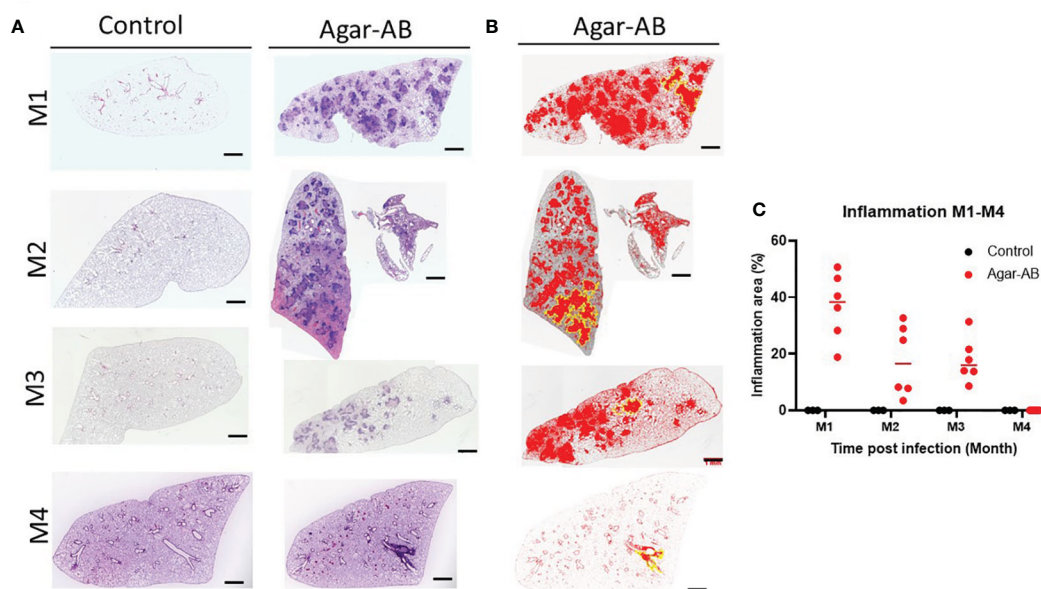 A
Control
Agar-AB
B
Agar-AB
M1
M2
M3
M4
C
Inflammation M1-M4
Control
Agar-AB
Inflammation area (%)
60
40
20
0
M1
M2
M3
M4
Time post infection (Month)